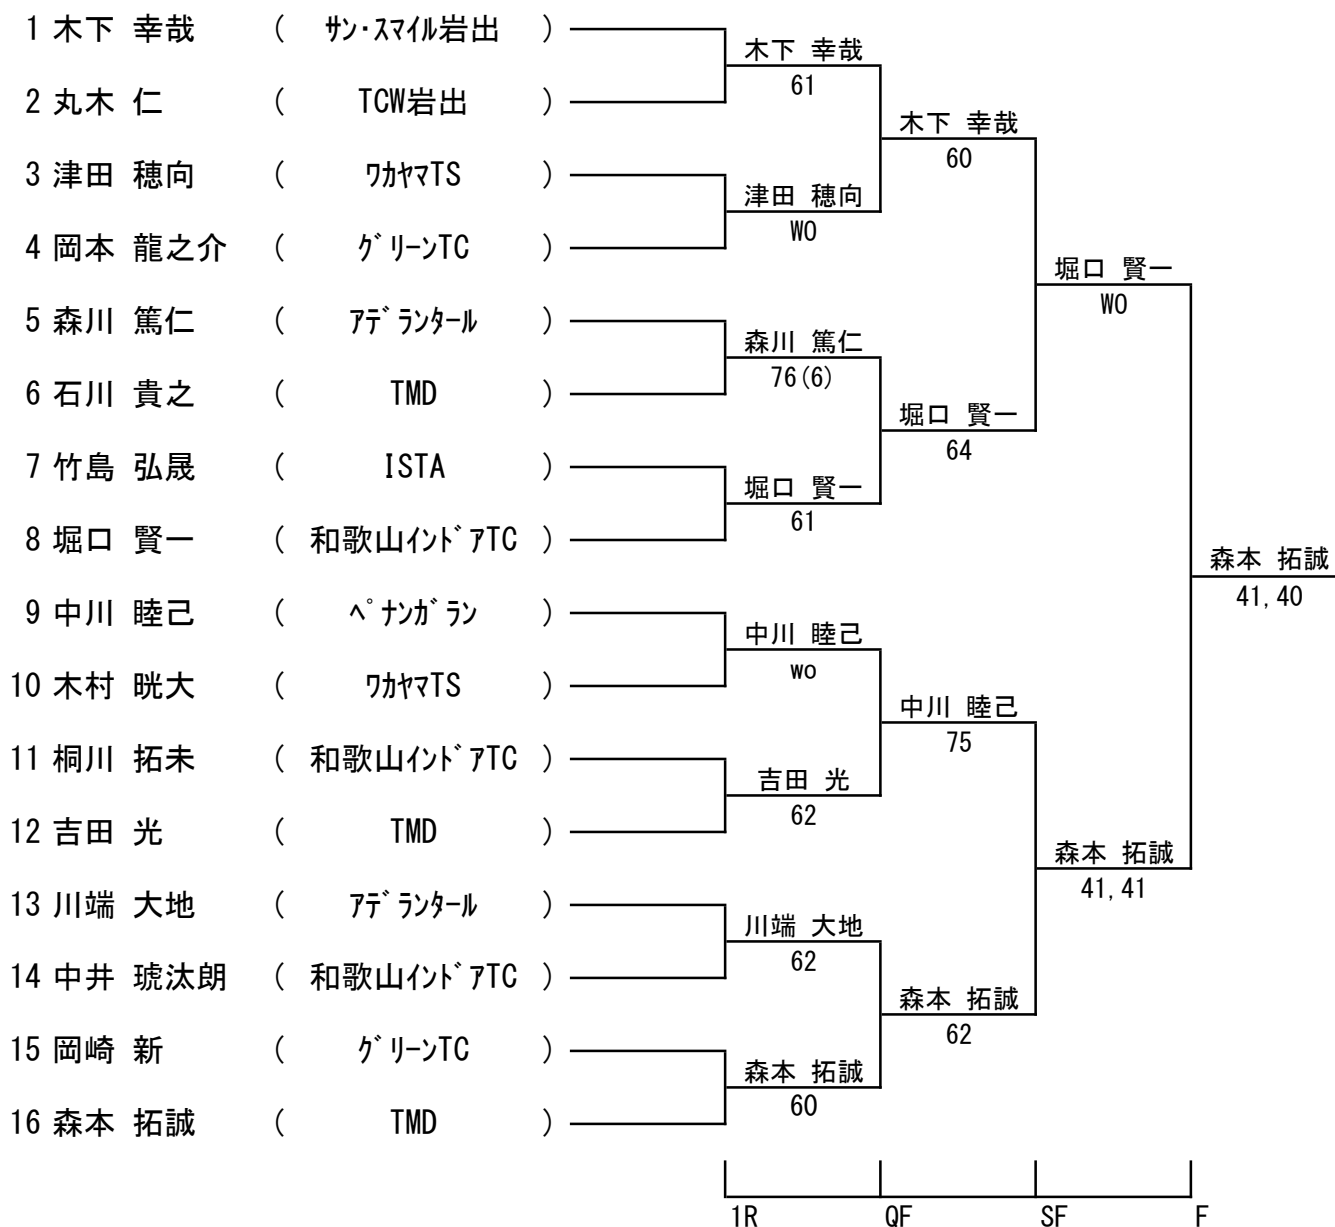 1 木下 幸哉 ( サン･スマイル岩出 )
木下 幸哉
61
2 丸木 仁 ( TCW岩出 )
木下 幸哉
60
3 津田 穂向 ( ワカヤマTS )
津田 穂向
WO
4 岡本 龍之介 ( グリーンTC )
堀口 賢一
WO
5 森川 篤仁 ( アデランタール )
森川 篤仁
76(6)
6 石川 貴之 ( TMD )
堀口 賢一
64
7 竹島 弘晟 ( ISTA )
堀口 賢一
61
8 堀口 賢一 ( 和歌山インドアTC )
森本 拓誠
41,40
9 中川 睦己 ( ペナンガラン )
中川 睦己
wo
10 木村 晄大 ( ワカヤマTS )
中川 睦己
75
11 桐川 拓未 ( 和歌山インドアTC )
吉田 光
62
12 吉田 光 ( TMD )
森本 拓誠
41,41
13 川端 大地 ( アデランタール )
川端 大地
62
14 中井 琥汰朗 ( 和歌山インドアTC )
森本 拓誠
62
15 岡崎 新 ( グリーンTC )
森本 拓誠
60
16 森本 拓誠 ( TMD )
1R QF SF F